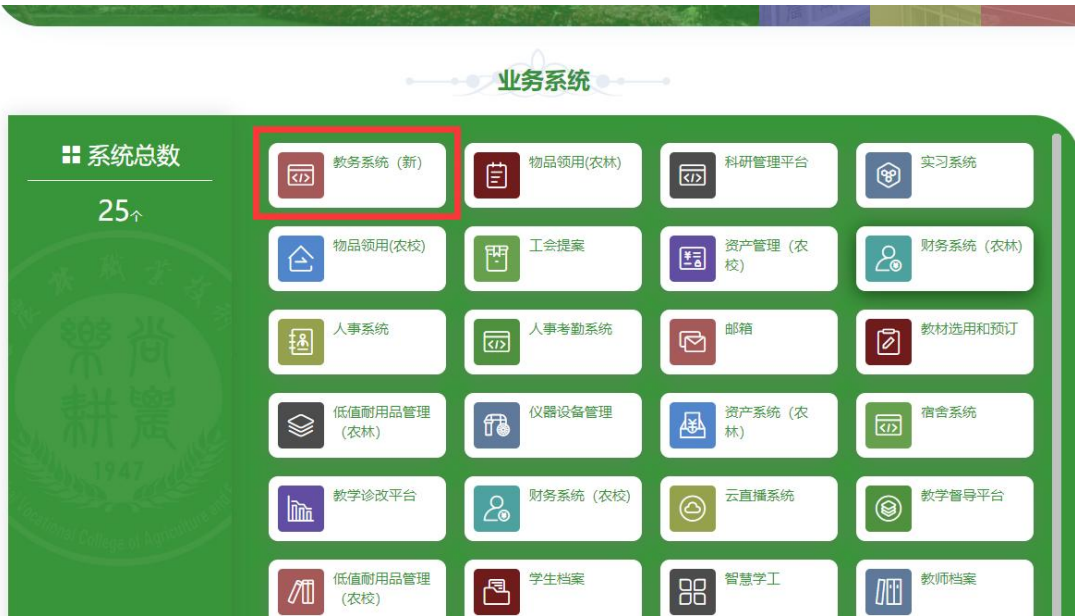 业务系统
系统总数
25个
教务系统（新）
物品领用(农林)
科研管理平台
实习系统
物品领用(农校)
工会提案
资产管理（农
校）
财务系统（农林）
人事系统
人事考勤系统
邮箱
教材选用和预订
低值耐用品管理
（农林）
仪器设备管理
资产系统（农
林）
宿舍系统
教学诊改平台
财务系统（农校）
云直播系统
教学督导平台
低值耐用品管理
（农校）
学生档案
智慧学工
教师档案
1947